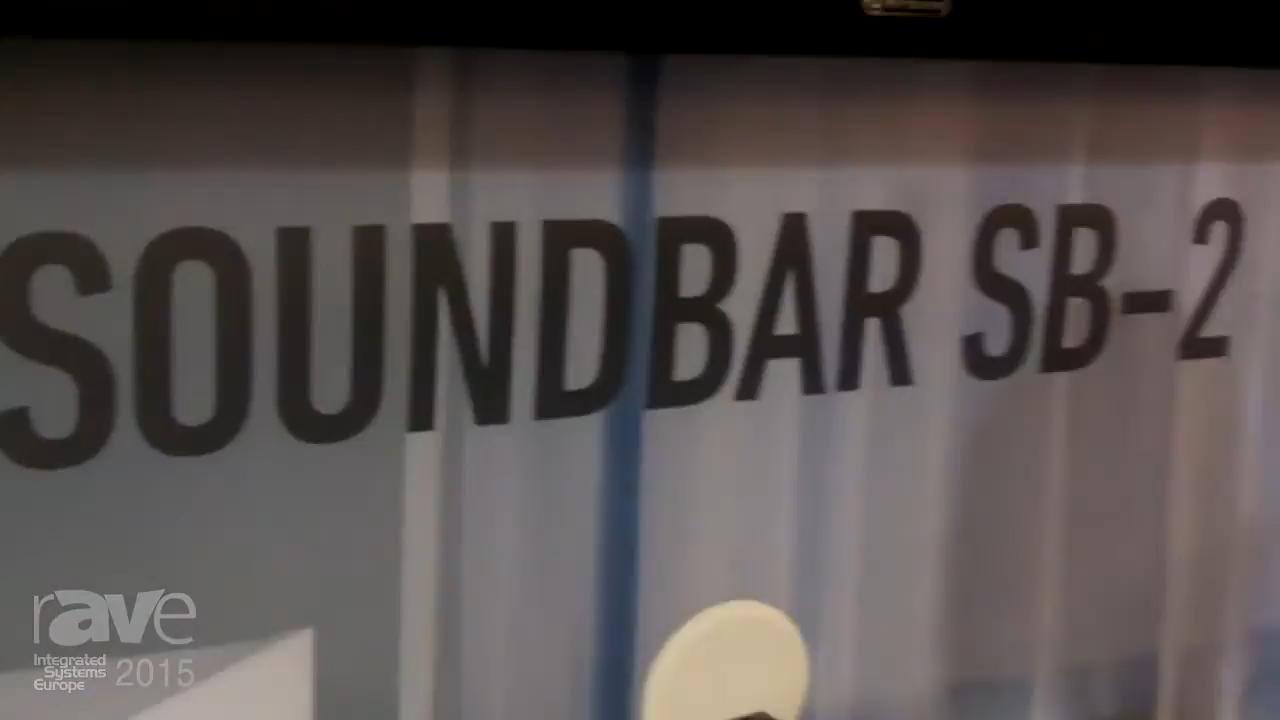 SOUNDBAR SB-2
rAVe
Integrated
Systems
Europe
2015